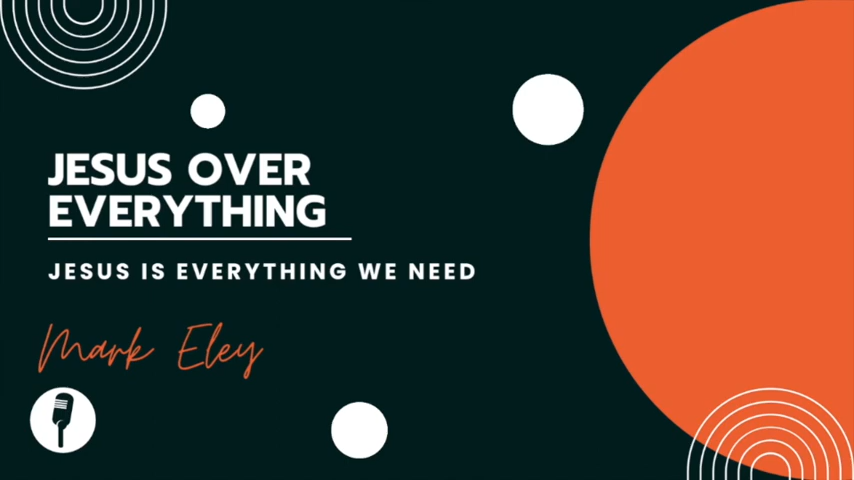 JESUS OVER
EVERYTHING
JESUS IS EVERYTHING WE NEED
Mark Eley